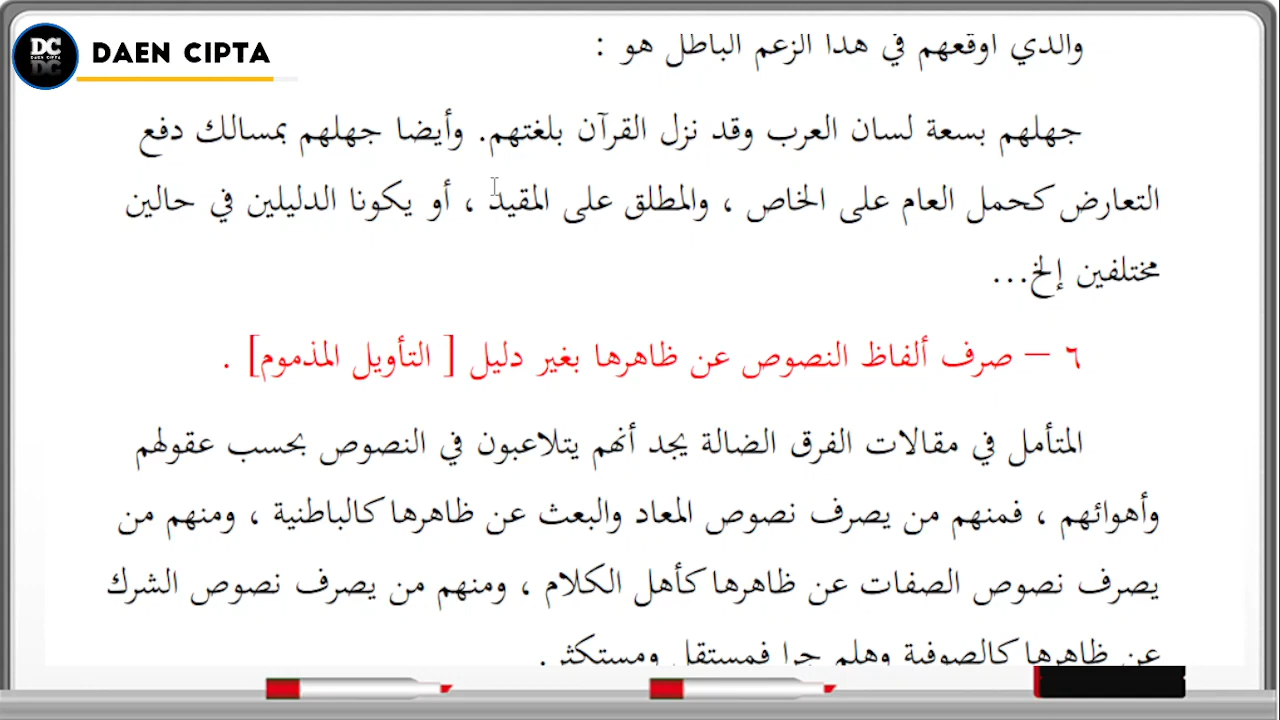 DC
DAEN CIPTA
والذي أوقعهم في هذا الزعم الباطل هو :
جهلهم بسعة لسان العرب وقد نزل القرآن بلغتهم. وأيضا جهلهم بمسالك دفع
التعارض كحمل العام على الخاص ، والمطلق على المقيد ، أو يكونا الدليلين في حالين
مختلفين إلخ...
٦ – صرف ألفاظ النصوص عن ظاهرها بغير دليل [ التأويل المذموم] .
المتأمل في مقالات الفرق الضالة يجد أنهم يتلاعبون في النصوص بحسب عقولهم
وأهوائهم ، فمنهم من يصرف نصوص المعاد والبعث عن ظاهرها كالباطنية ، ومنهم من
يصرف نصوص الصفات عن ظاهرها كأهل الكلام ، ومنهم من يصرف نصوص الشرك
عن ظاهرها كالصوفية وهلم جرا فمستقل ومستكثر.